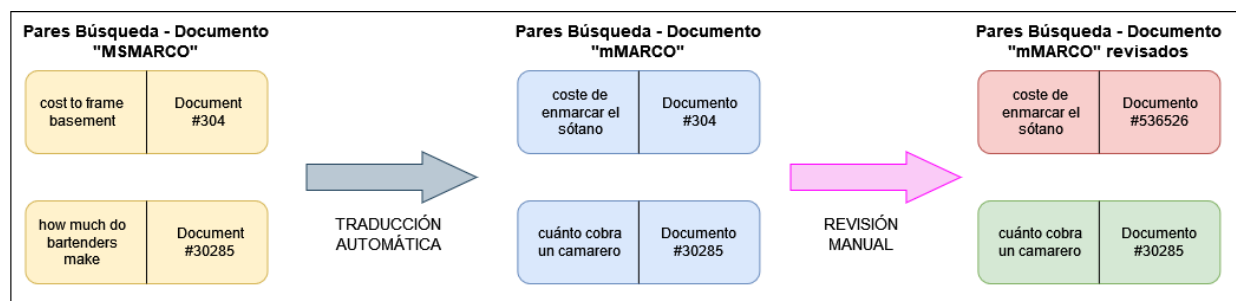 Pares Búsqueda - Documento
"MSMARCO"
cost to frame
basement
Document
#304
how much do
bartenders
make
Document
#30285
TRADUCCIÓN
AUTOMÁTICA
Pares Búsqueda - Documento
"mMARCO"
coste de
enmarcar el
sótano
Documento
#304
cuánto cobra
un camarero
Documento
#30285
REVISIÓN
MANUAL
Pares Búsqueda - Documento
"mMARCO" revisados
coste de
enmarcar el
sótano
Documento
#536526
cuánto cobra
un camarero
Documento
#30285